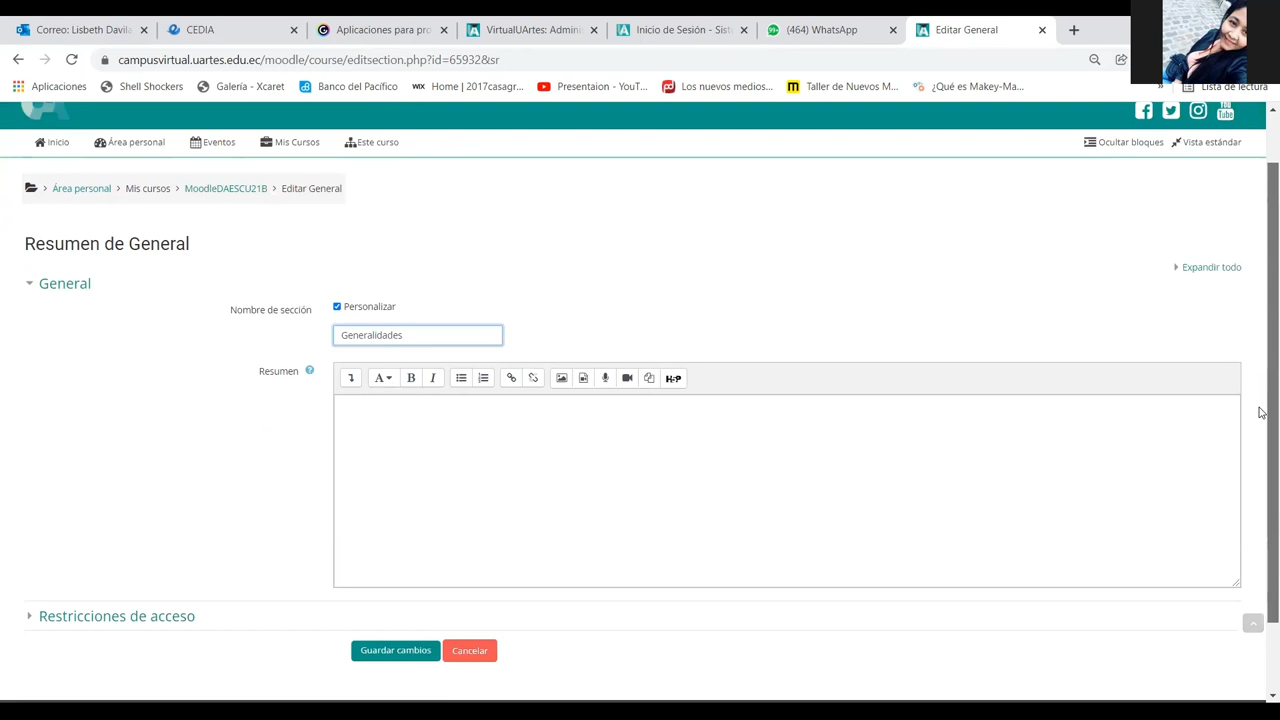 Correo: Lisbeth Davila
CEDIA
Aplicaciones para pro
VirtualUArtes: Admini
Inicio de Sesión - Sist
(464) WhatsApp
Editar General
campusvirtual.uartes.edu.ec/moodle/course/editsection.php?id=65932&sr
Aplicaciones
Shell Shockers
Galería - Xcaret
Banco del Pacífico
WIX Home | 2017casagr...
Presentaion - YouT...
Los nuevos medios...
Taller de Nuevos M...
¿Qué es Makey-Ma...
»
Lista de lectura
Inicio
Área personal
Eventos
Mis Cursos
Este curso
Ocultar bloques
Vista estándar
Área personal > Mis cursos > MoodleDAESCU21B > Editar General
Resumen de General
Expandir todo
General
Nombre de sección
Personalizar
Generalidades
Resumen
A B I
H-P
Restricciones de acceso
Guardar cambios
Cancelar